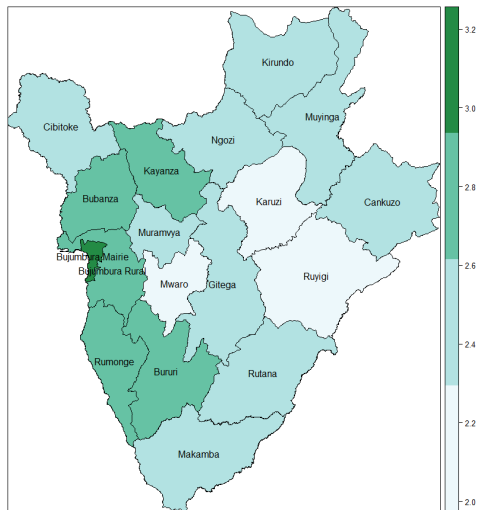 Kirundo
Muyinga
Cibitoke
Ngozi
Kayanza
Bubanza
Karuzi
Cankuzo
Muramvya
Bujumbura Mairie
Bujumbura Rural
Mwaro
Gitega
Ruyigi
Rumonge
Bururi
Rutana
Makamba
3.2
3.0
2.8
2.6
2.4
2.2
2.0